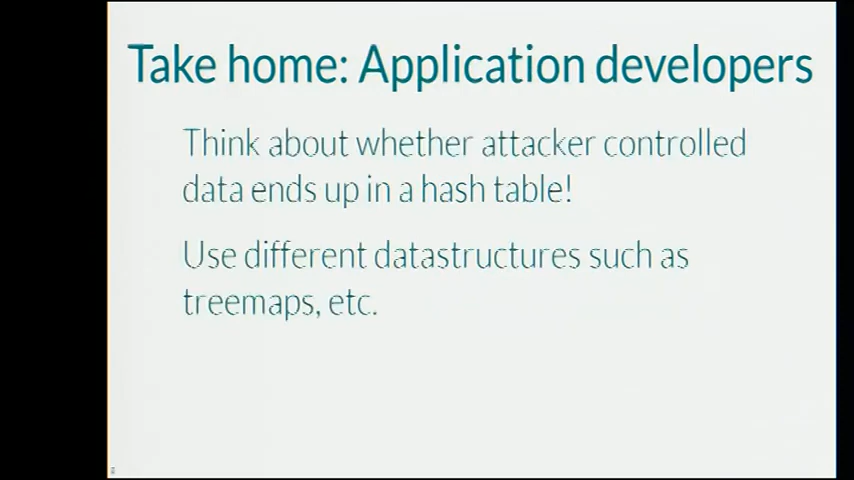 Take home: Application developers
Think about whether attacker controlled
data ends up in a hash table!
Use different datastructures such as
treemaps, etc.